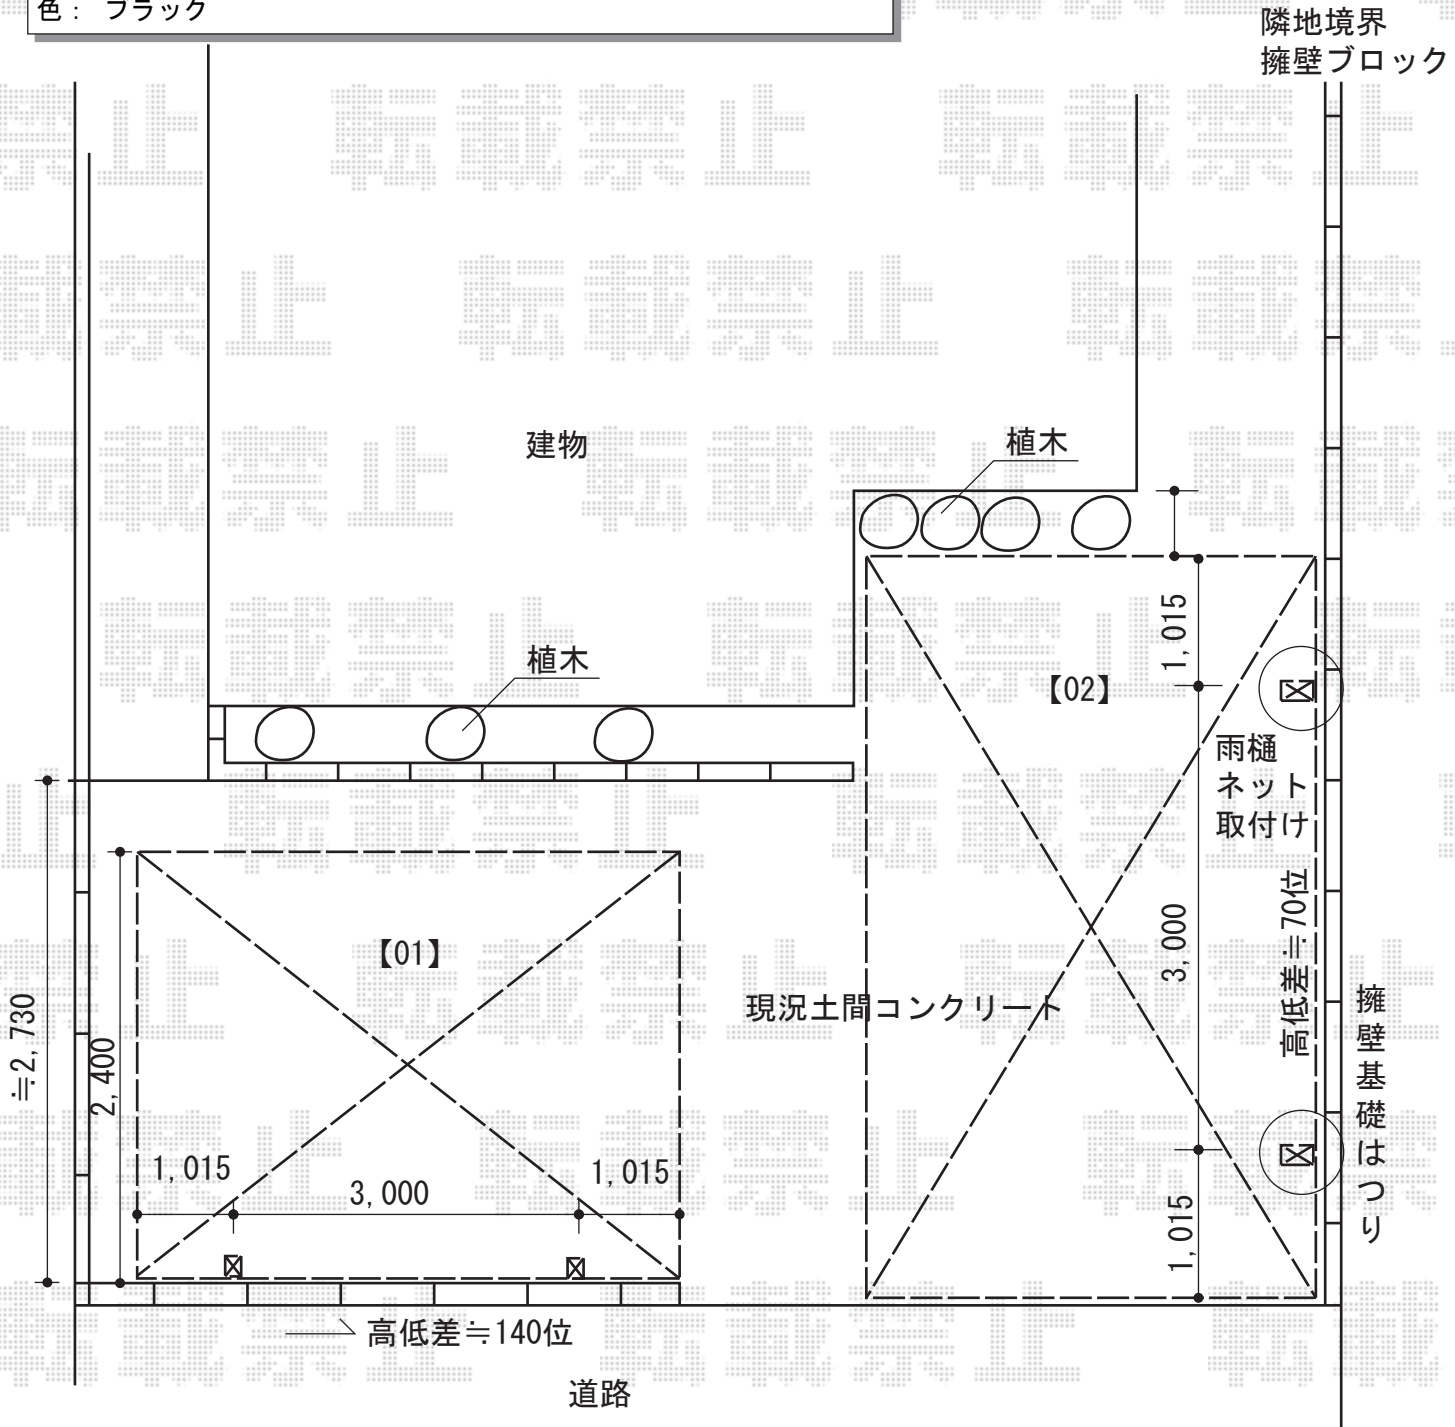 色： ブラック
隣地境界
擁壁ブロック
建物
植木
植木
1,015
【02】
雨樋
ネット
取付け
【01】
3,000
高低差≒70位
現況土間コンクリート
擁壁基礎はつり
≒2,730
2,400
1,015
3,000
1,015
1,015
高低差≒140位
道路
転載禁止